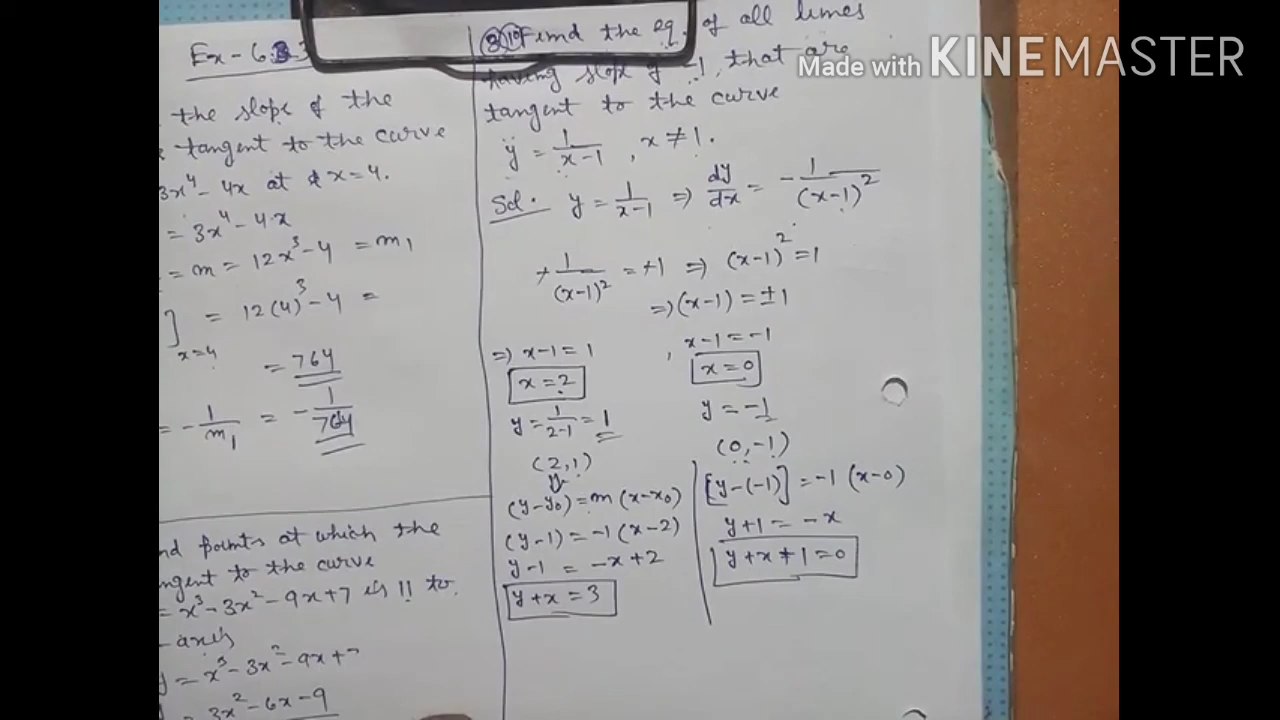 Ex - 6.3
the slope of the
tangent to the curve
3x⁴ - 4x at x = 4.
= 3x⁴ - 4x
= m = 12x³ - 4 = m₁
] x=4 = 12(4)³ - 4 =
= 764
= -1/m₁ = -1/764
nd points at which the
ngent to the curve
= x³ - 3x² - 9x + 7 is || to
- axis
y = x³ - 3x² - 9x + 7
= 3x² - 6x - 9
Find the eq. of all lines
having slope of -1, that are
tangent to the curve
y = 1/(x-1), x ≠ 1.
Sol. y = 1/(x-1) ⇒ dy/dx = -1/(x-1)²
+ 1/(x-1)² = +1 ⇒ (x-1)² = 1
⇒ (x-1) = ±1
⇒ x-1 = 1 , x-1 = -1
x = 2 x = 0
y = 1/(2-1) = 1 y = -1
(2,1) (0,-1)
(y-y₀) = m (x-x₀) [y-(-1)] = -1 (x-0)
(y-1) = -1 (x-2) y+1 = -x
y-1 = -x+2 y+x+1=0
y+x = 3
Made with KINEMASTER